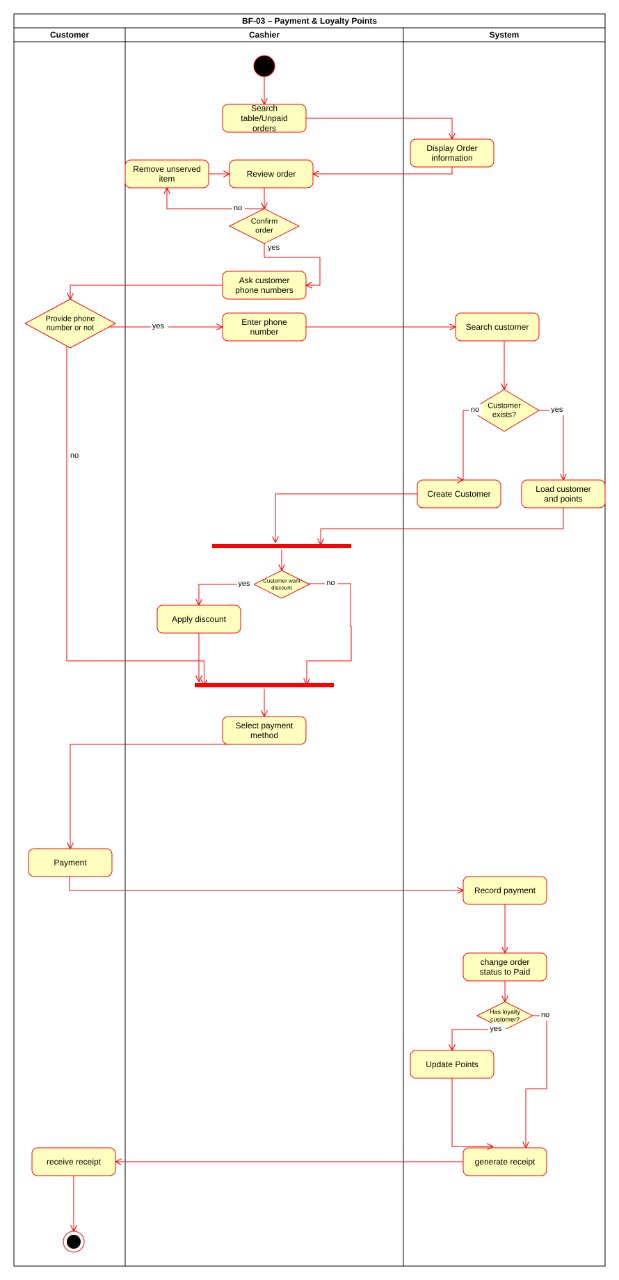 BF-03 – Payment & Loyalty Points
Customer
Cashier
System
Search
table/Unpaid
orders
Display Order
information
Remove unserved
item
Review order
no
Confirm
order
yes
Ask customer
phone numbers
Provide phone
number or not
yes
Enter phone
number
Search customer
no
Customer
exists?
yes
no
Create Customer
Load customer
and points
yes
Customer want
discount
no
Apply discount
Select payment
method
Payment
Record payment
change order
status to Paid
Has loyalty
customer?
no
yes
Update Points
receive receipt
generate receipt